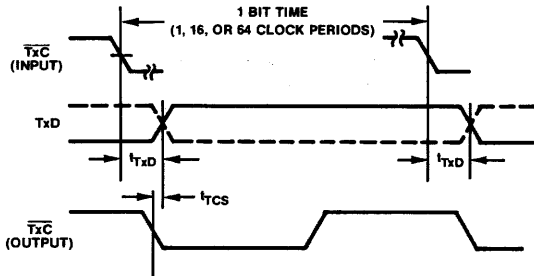 1 BIT TIME
(1, 16, OR 64 CLOCK PERIODS)
TxC
(INPUT)
TxD
tTxD
tTxD
tTCS
TxC
(OUTPUT)